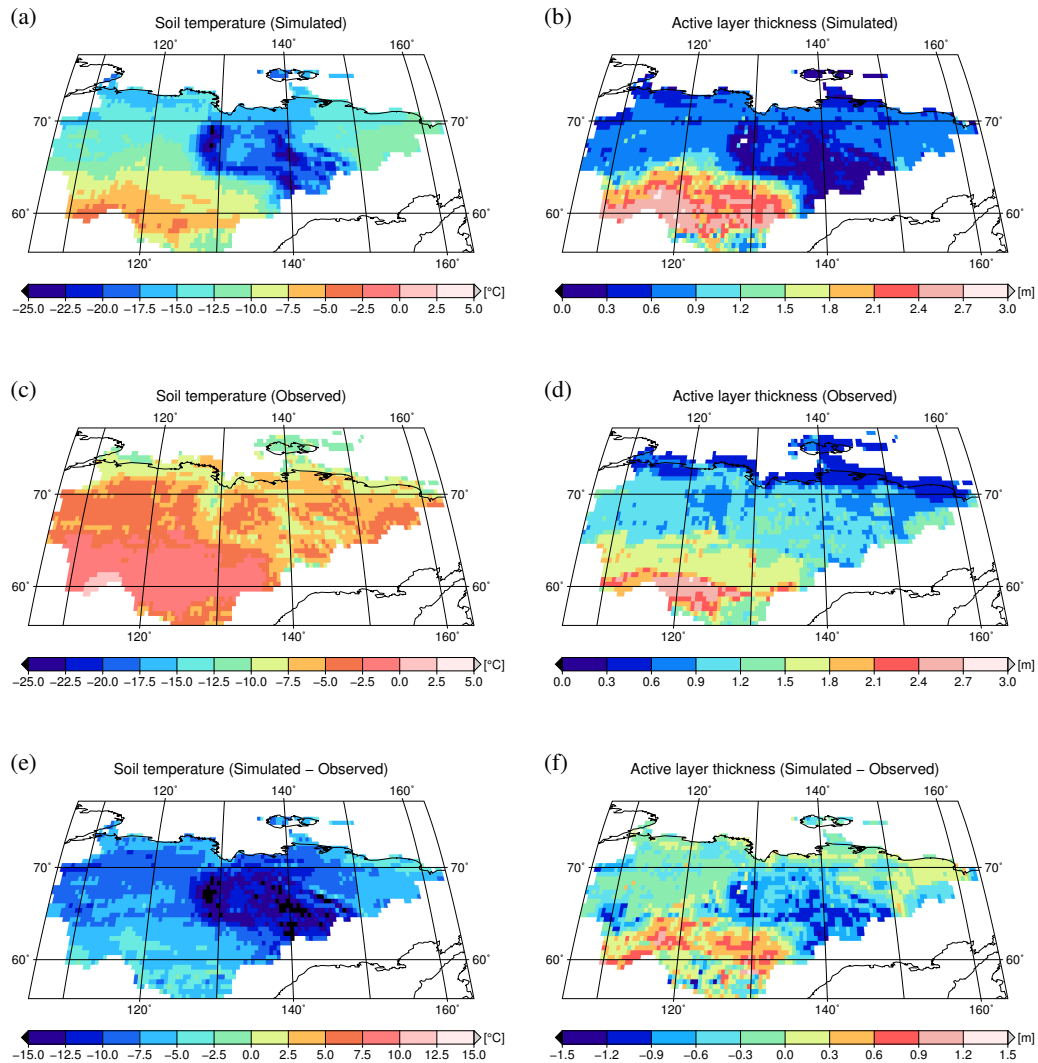 (a) (b)
Soil temperature (Simulated) Active layer thickness (Simulated)
120° 140° 160° 120° 140° 160°
70° 70° 70°
60° 60° 60° 60°
120° 140° 160° 120° 140° 160°
[°C] [m]
−25.0 −22.5 −20.0 −17.5 −15.0 −12.5 −10.0 −7.5 −5.0 −2.5 0.0 2.5 5.0 0.0 0.3 0.6 0.9 1.2 1.5 1.8 2.1 2.4 2.7 3.0
(c) (d)
Soil temperature (Observed) Active layer thickness (Observed)
120° 140° 160° 120° 140° 160°
70° 70° 70° 70°
60° 60° 60° 60°
120° 140° 160° 120° 140° 160°
[°C] [m]
−25.0 −22.5 −20.0 −17.5 −15.0 −12.5 −10.0 −7.5 −5.0 −2.5 0.0 2.5 5.0 0.0 0.3 0.6 0.9 1.2 1.5 1.8 2.1 2.4 2.7 3.0
(e) (f)
Soil temperature (Simulated − Observed) Active layer thickness (Simulated − Observed)
120° 140° 160° 120° 140° 160°
70° 70° 70° 70°
60° 60° 60° 60°
120° 140° 160° 120° 140° 160°
[°C] [m]
−15.0 −12.5 −10.0 −7.5 −5.0 −2.5 0.0 2.5 5.0 7.5 10.0 12.5 15.0 −1.5 −1.2 −0.9 −0.6 −0.3 0.0 0.3 0.6 0.9 1.2 1.5